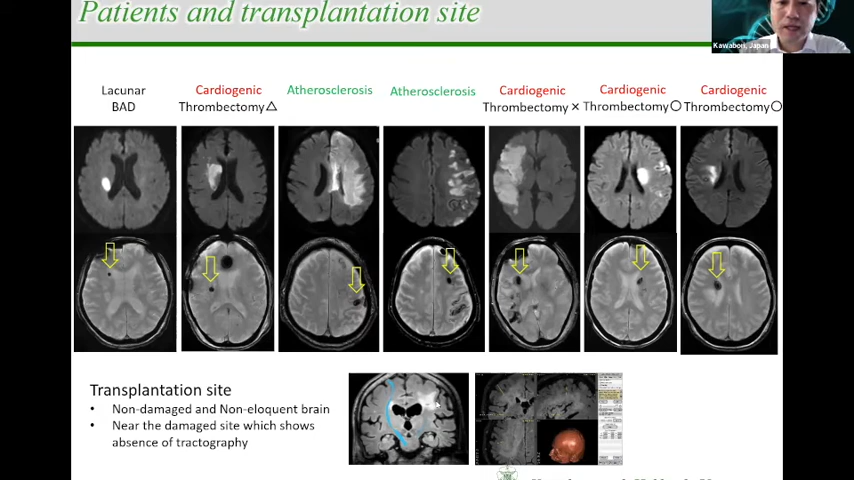 Patients and transplantation site
Kawabori, Japan
Lacunar
BAD
Cardiogenic
Thrombectomy△
Atherosclerosis
Atherosclerosis
Cardiogenic
Thrombectomy×
Cardiogenic
Thrombectomy○
Cardiogenic
Thrombectomy○
Transplantation site
• Non-damaged and Non-eloquent brain
• Near the damaged site which shows
absence of tractography